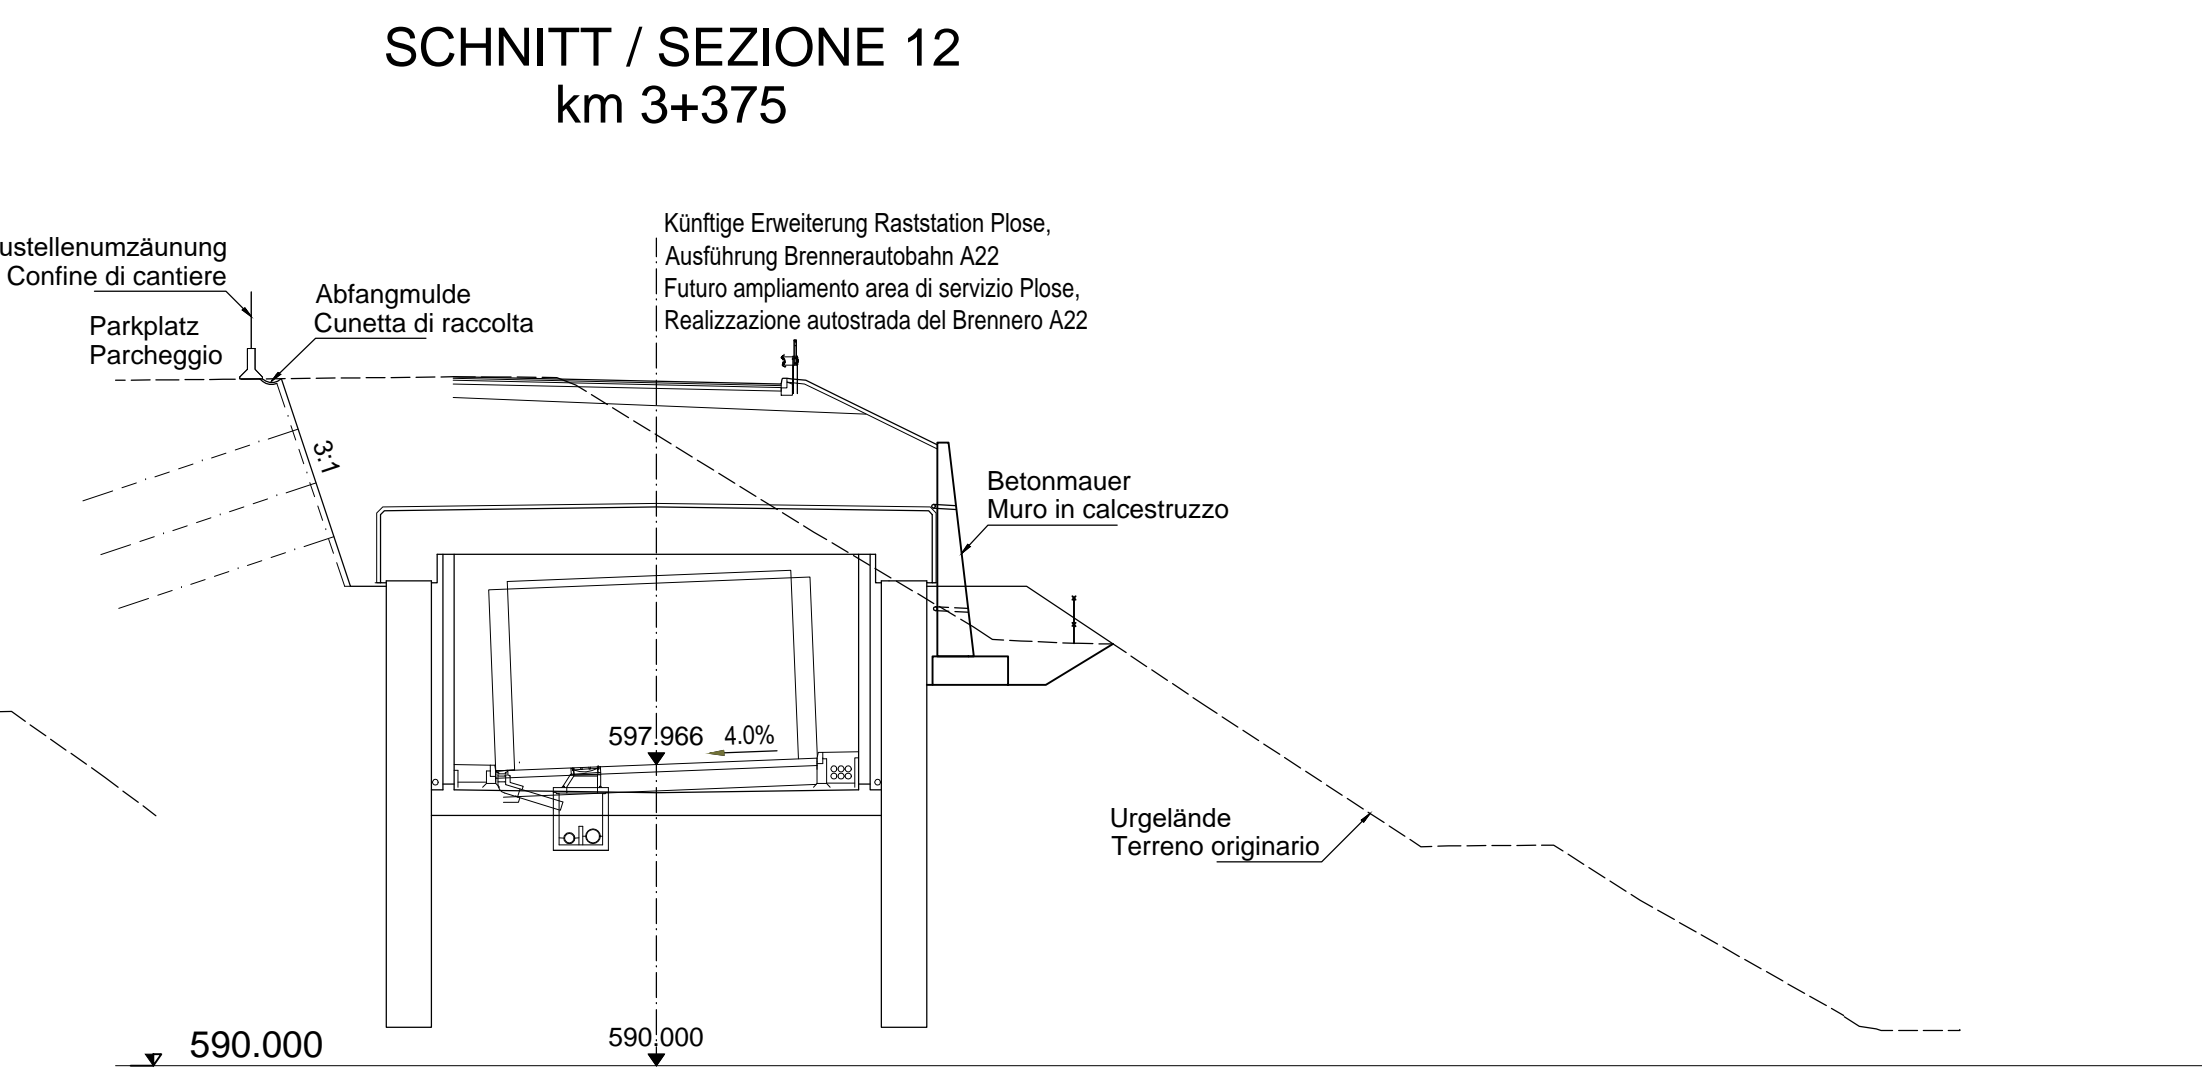 SCHNITT / SEZIONE 12
km 3+375
Künftige Erweiterung Raststation Plose,
Ausführung Brennerautobahn A22
Futuro ampliamento area di servizio Plose,
Realizzazione autostrada del Brennero A22
ustellenumzäunung
Confine di cantiere
Abfangmulde
Cunetta di raccolta
Parkplatz
Parcheggio
3:1
Betonmauer
Muro in calcestruzzo
597.966 4.0%
Urgelände
Terreno originario
590.000
590.000